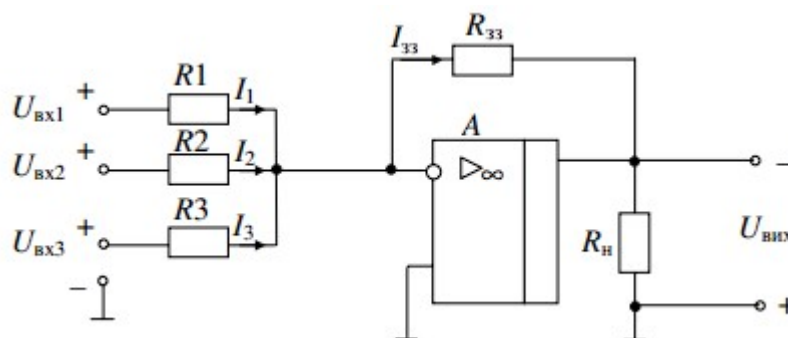 I₃₃ R₃₃
+ R1 I₁
Uвх1
A
+ R2 I₂
Uвх2
▷∞
−
+ R3 I₃
Uвх3
Rн
Uвих
−
+